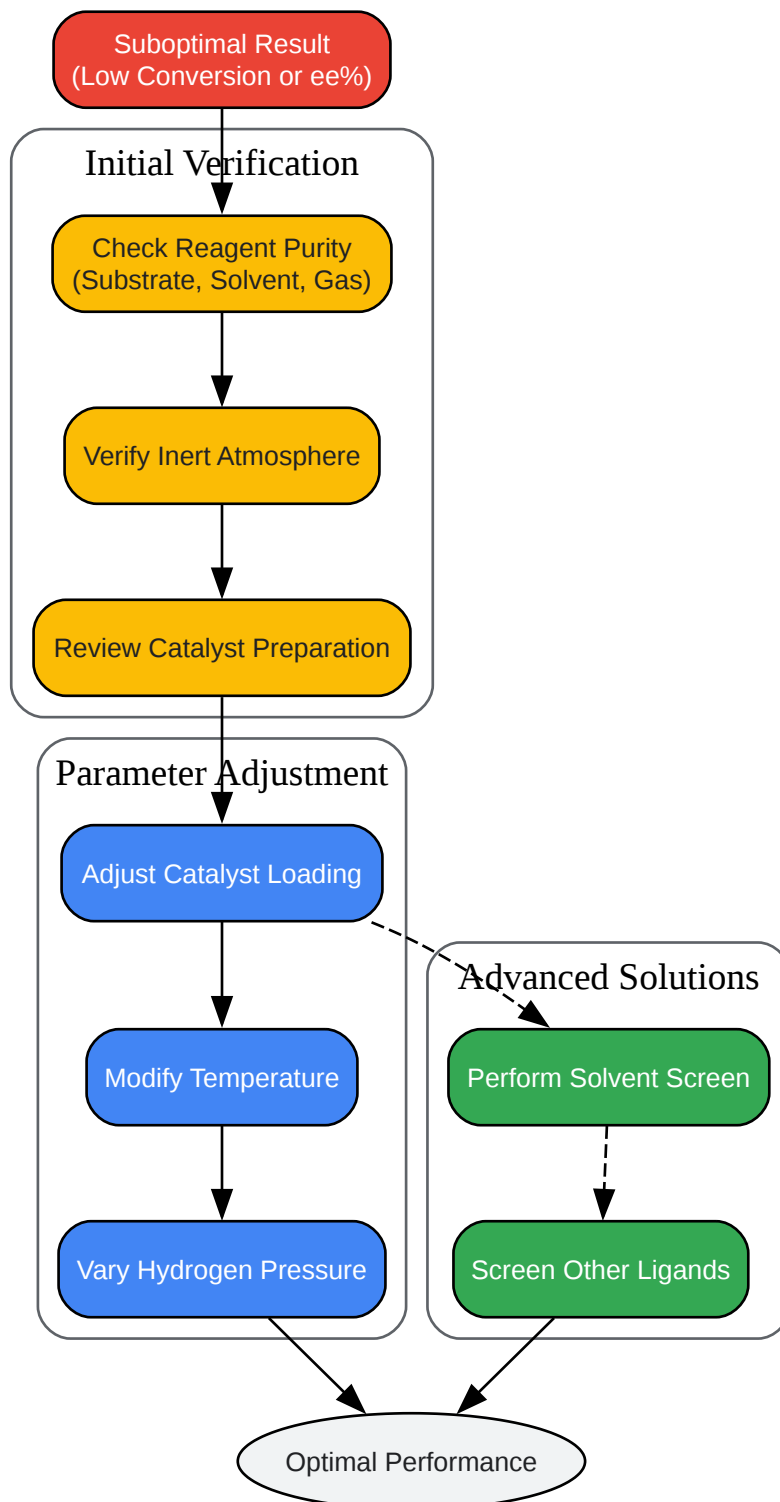 Suboptimal Result
(Low Conversion or ee%)
Initial Verification
Check Reagent Purity
(Substrate, Solvent, Gas)
Verify Inert Atmosphere
Review Catalyst Preparation
Parameter Adjustment
Adjust Catalyst Loading
Modify Temperature
Vary Hydrogen Pressure
Advanced Solutions
Perform Solvent Screen
Screen Other Ligands
Optimal Performance